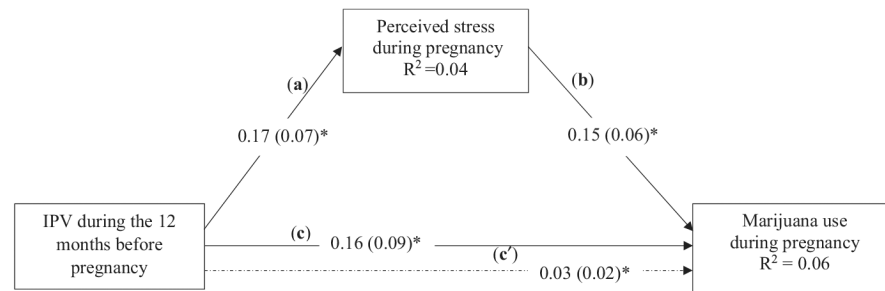 Perceived stress
during pregnancy
R² =0.04
(a)
(b)
0.17 (0.07)*
0.15 (0.06)*
IPV during the 12
months before
pregnancy
(c)
0.16 (0.09)*
(c′)
0.03 (0.02)*
Marijuana use
during pregnancy
R² = 0.06